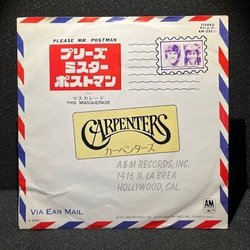 PLEASE MR. POSTMAN
STEREO
プリーズ
ミスター
ポストマン
マスカレード
THIS MASQUERADE
CARPENTERS
カーペンターズ
A&M RECORDS, INC.
1416 N. LA BREA
HOLLYWOOD, CAL.
VIA EAR MAIL
A&M